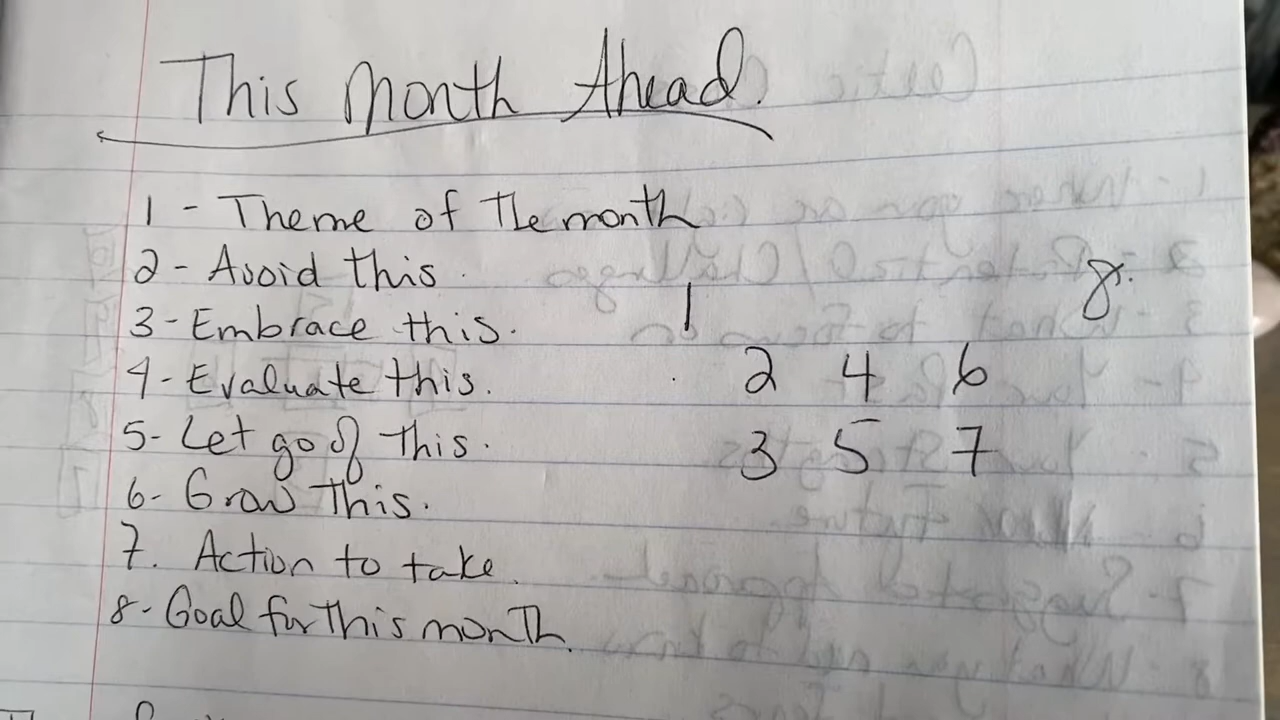 This Month Ahead.
1 - Theme of The month
2 - Avoid this.
3 - Embrace this.
4 - Evaluate this.
5 - Let go of this.
6 - Grow This.
7. Action to take.
8 - Goal for This month.
1 8.
2 4 6
3 5 7